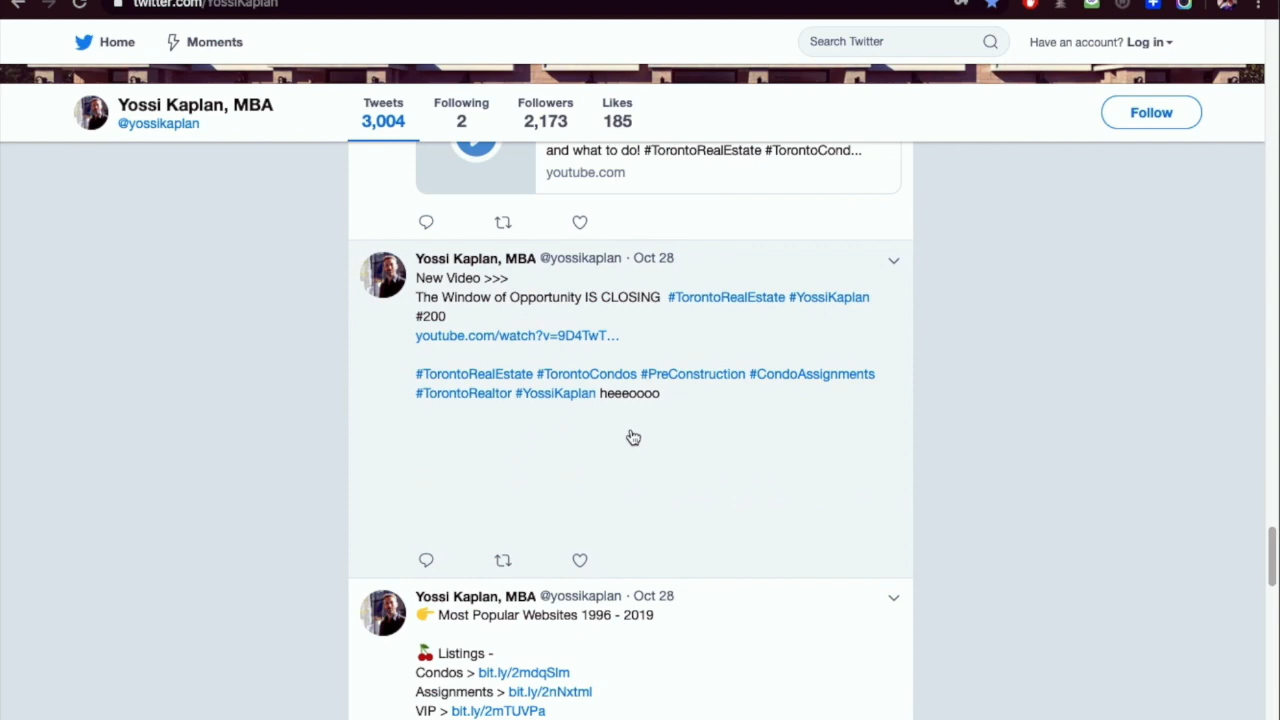 twitter.com/YossiKaplan
Home Moments Search Twitter Have an account? Log in
Yossi Kaplan, MBA
@yossikaplan
Tweets Following Followers Likes
3,004 2 2,173 185
Follow
and what to do! #TorontoRealEstate #TorontoCond...
youtube.com
Yossi Kaplan, MBA @yossikaplan · Oct 28
New Video >>>
The Window of Opportunity IS CLOSING #TorontoRealEstate #YossiKaplan
#200
youtube.com/watch?v=9D4TwT…
#TorontoRealEstate #TorontoCondos #PreConstruction #CondoAssignments
#TorontoRealtor #YossiKaplan heeeoooo
Yossi Kaplan, MBA @yossikaplan · Oct 28
👉 Most Popular Websites 1996 - 2019
🍒 Listings -
Condos > bit.ly/2mdqSlm
Assignments > bit.ly/2nNxtml
VIP > bit.ly/2mTUVPa